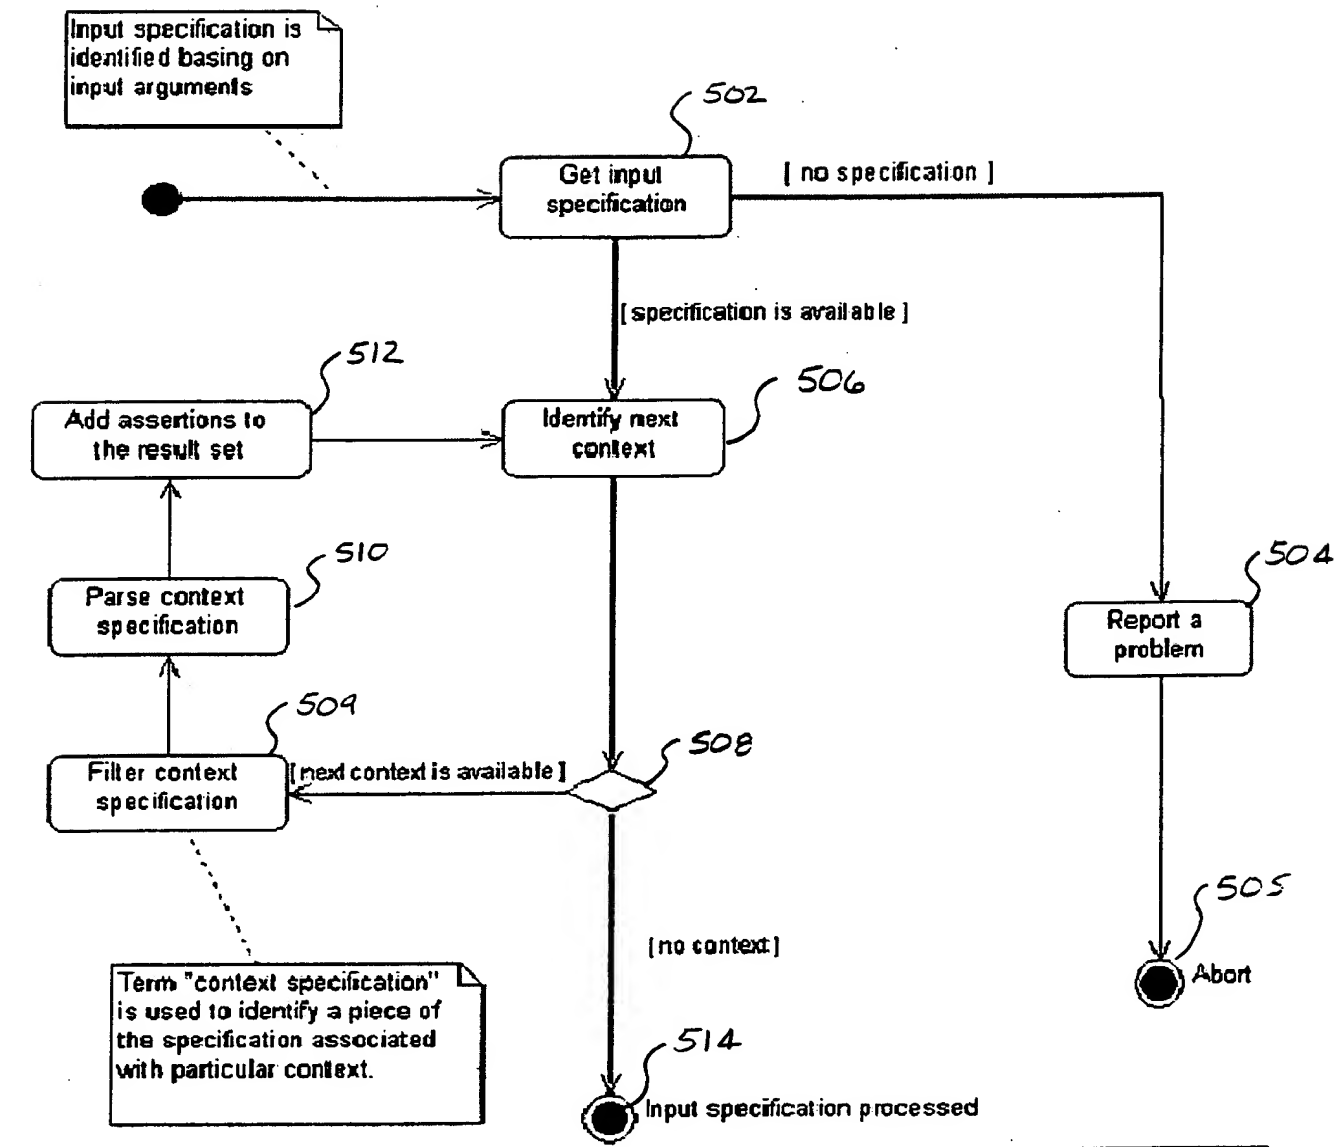 Input specification is
identified basing on
input arguments
502
Get input
specification
[ no specification ]
[ specification is available ]
512
506
Add assertions to
the result set
Identify next
context
510
504
Parse context
specification
Report a
problem
509
508
Filter context
specification
[next context is available]
505
[no context]
Abort
Term "context specification"
is used to identify a piece of
the specification associated
with particular context.
514
Input specification processed